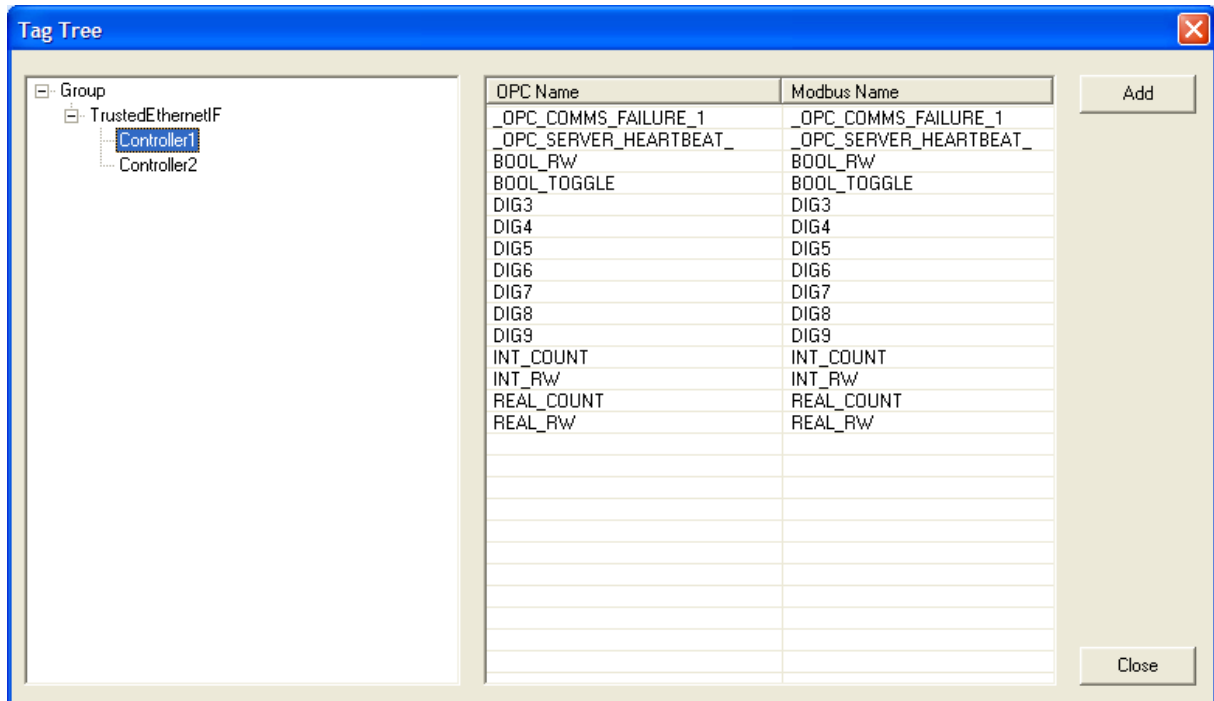 Tag Tree
Group
TrustedEthernetIF
Controller1
Controller2
OPC Name Modbus Name
_OPC_COMMS_FAILURE_1 _OPC_COMMS_FAILURE_1
_OPC_SERVER_HEARTBEAT_ _OPC_SERVER_HEARTBEAT_
BOOL_RW BOOL_RW
BOOL_TOGGLE BOOL_TOGGLE
DIG3 DIG3
DIG4 DIG4
DIG5 DIG5
DIG6 DIG6
DIG7 DIG7
DIG8 DIG8
DIG9 DIG9
INT_COUNT INT_COUNT
INT_RW INT_RW
REAL_COUNT REAL_COUNT
REAL_RW REAL_RW
Add
Close